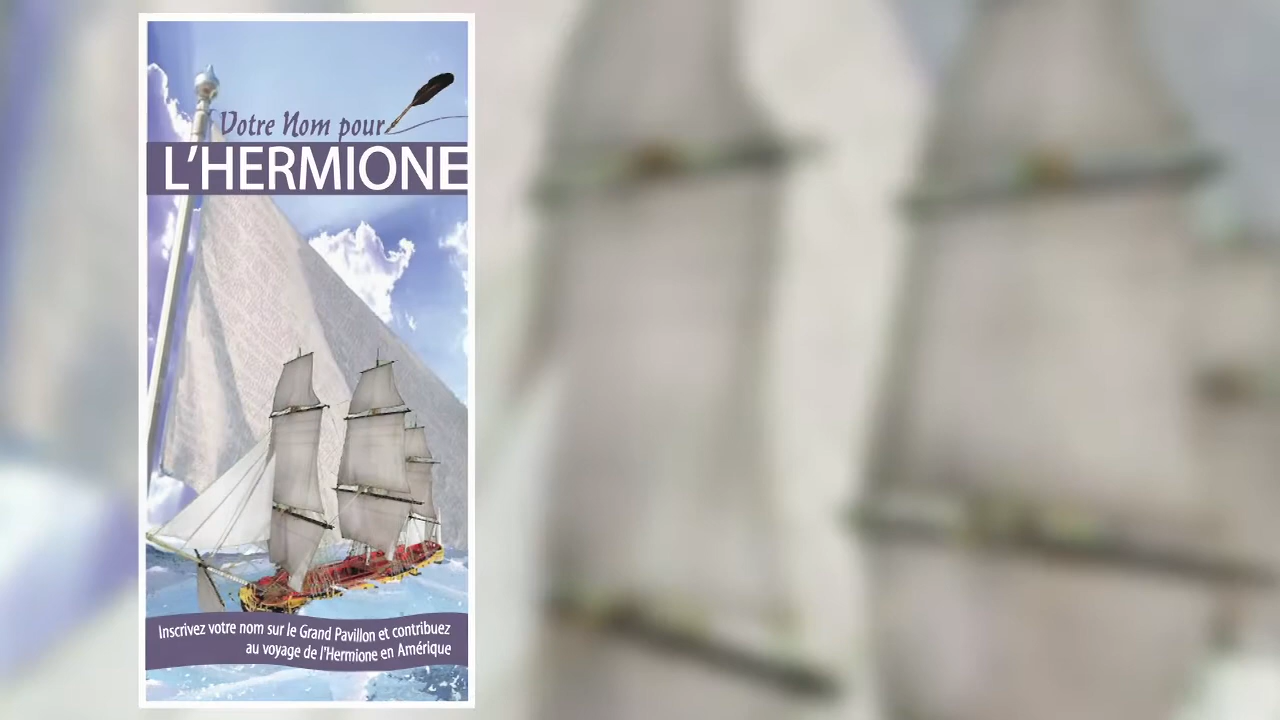 Votre Nom pour
L'HERMIONE
Inscrivez votre nom sur le Grand Pavillon et contribuez
au voyage de l'Hermione en Amérique